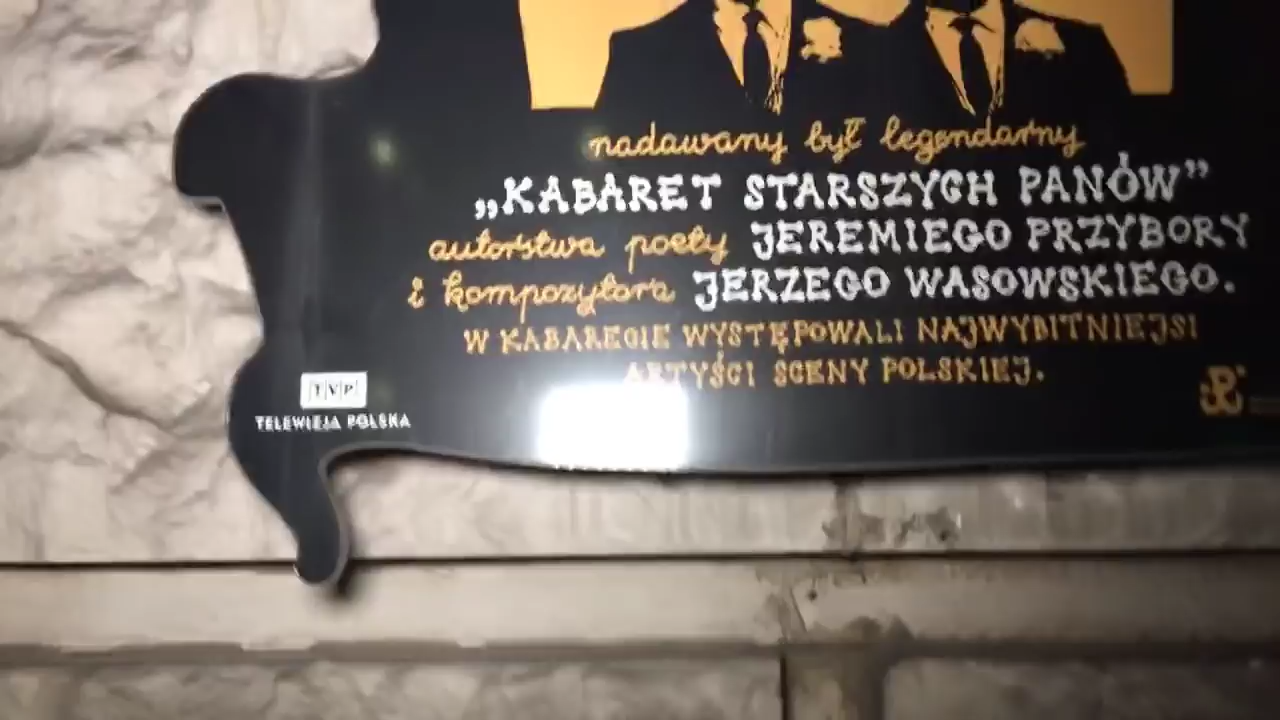 nadawany był legendarny
„KABARET STARSZYCH PANÓW”
autorstwa poety JEREMIEGO PRZYBORY
i kompozytora JERZEGO WASOWSKIEGO.
W KABARECIE WYSTĘPOWALI NAJWYBITNIEJSI
ARTYŚCI SCENY POLSKIEJ.
TVP
TELEWIZJA POLSKA